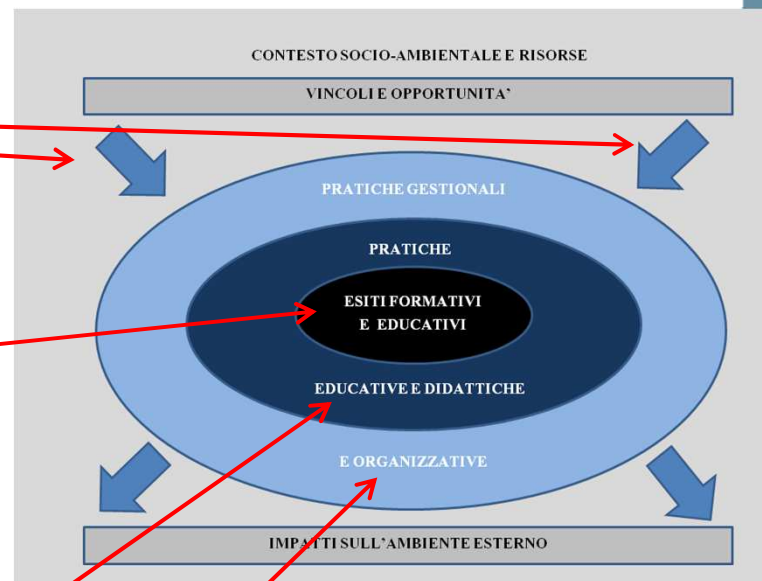 CONTESTO SOCIO-AMBIENTALE E RISORSE
VINCOLI E OPPORTUNITA'
PRATICHE GESTIONALI
PRATICHE
ESITI FORMATIVI
E EDUCATIVI
EDUCATIVE E DIDATTICHE
E ORGANIZZATIVE
IMPATTI SULL'AMBIENTE ESTERNO